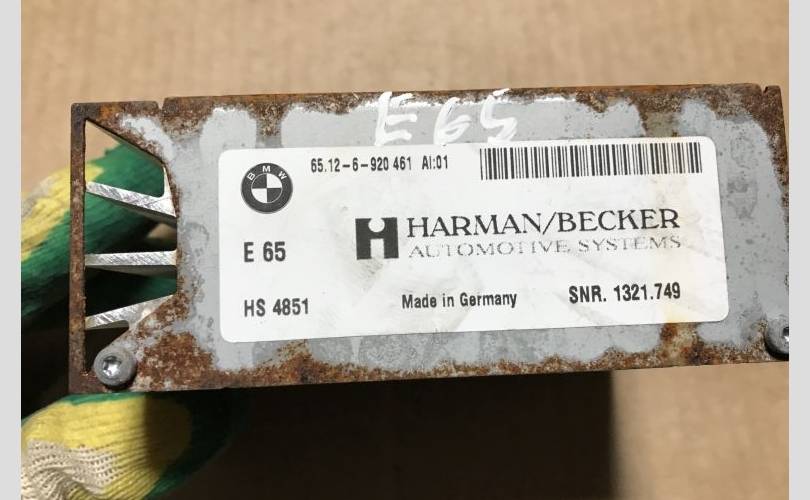 E65
BMW
65.12-6-920 461 AI:01
HARMAN/BECKER
AUTOMOTIVE SYSTEMS
E 65
HS 4851
Made in Germany
SNR. 1321.749